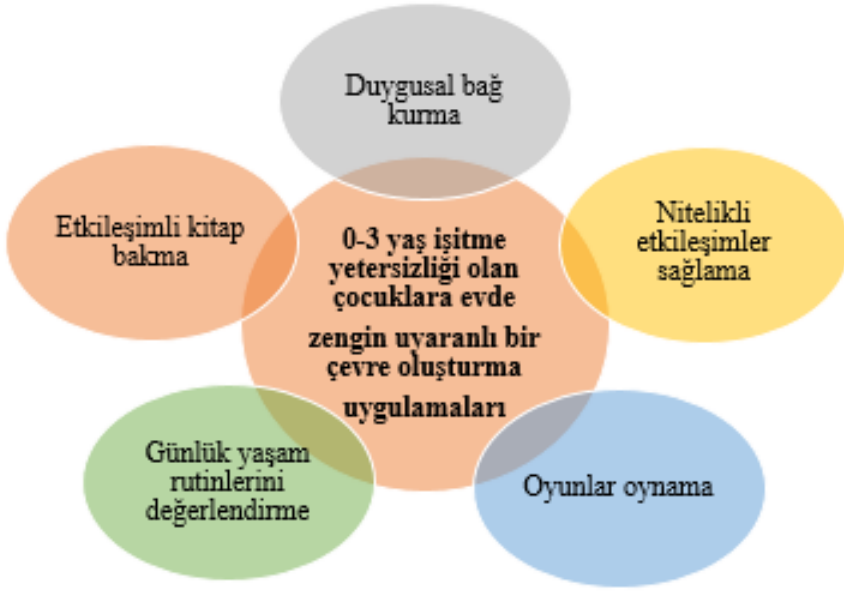 Duygusal bağ
kurma
Etkileşimli kitap
bakma
Nitelikli
etkileşimler
sağlama
0-3 yaş işitme
yetersizliği olan
çocuklara evde
zengin uyaranlı bir
çevre oluşturma
uygulamaları
Günlük yaşam
rutinlerini
değerlendirme
Oyunlar oynama